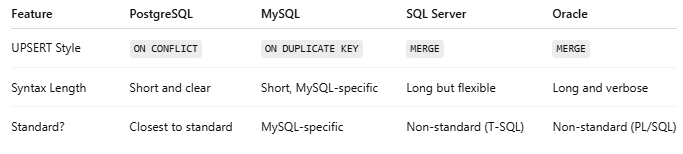 Feature PostgreSQL MySQL SQL Server Oracle
UPSERT Style ON CONFLICT ON DUPLICATE KEY MERGE MERGE
Syntax Length Short and clear Short, MySQL-specific Long but flexible Long and verbose
Standard? Closest to standard MySQL-specific Non-standard (T-SQL) Non-standard (PL/SQL)